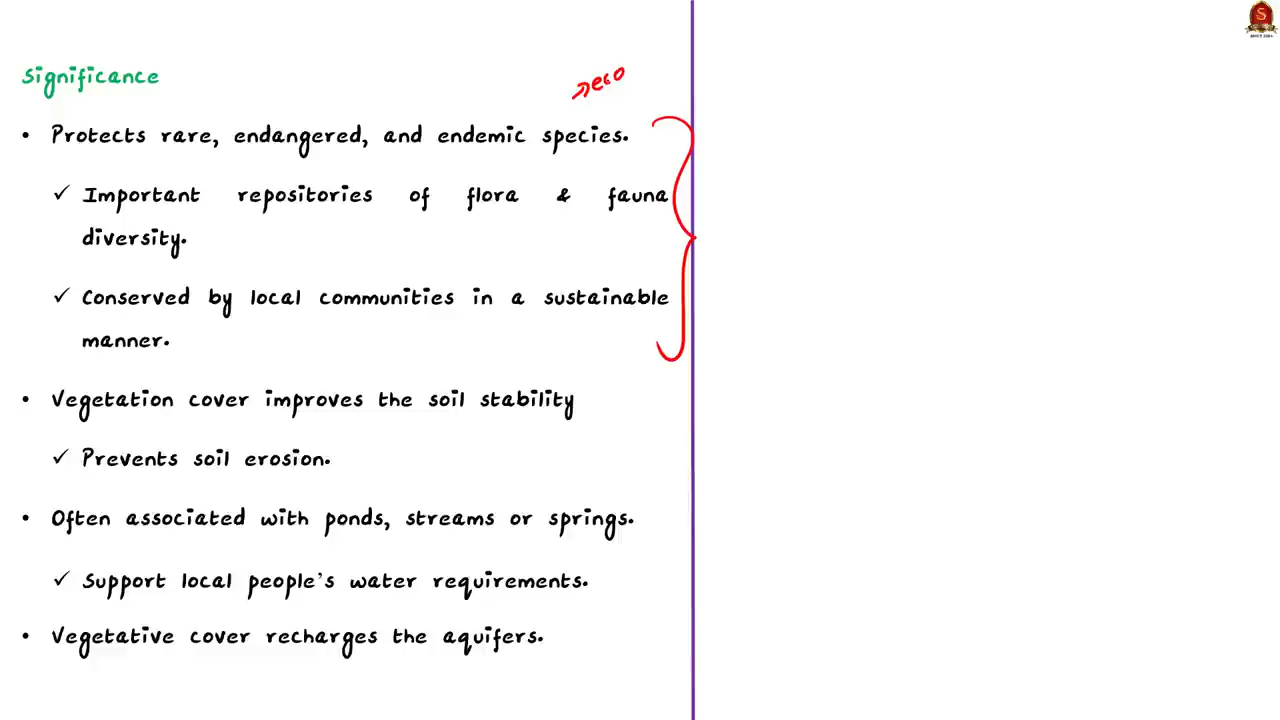 Significance
→eco
• Protects rare, endangered, and endemic species.
✓ Important repositories of flora & fauna
diversity.
✓ Conserved by local communities in a sustainable
manner.
• Vegetation cover improves the soil stability
✓ Prevents soil erosion.
• Often associated with ponds, streams or springs.
✓ Support local people's water requirements.
• Vegetative cover recharges the aquifers.
S